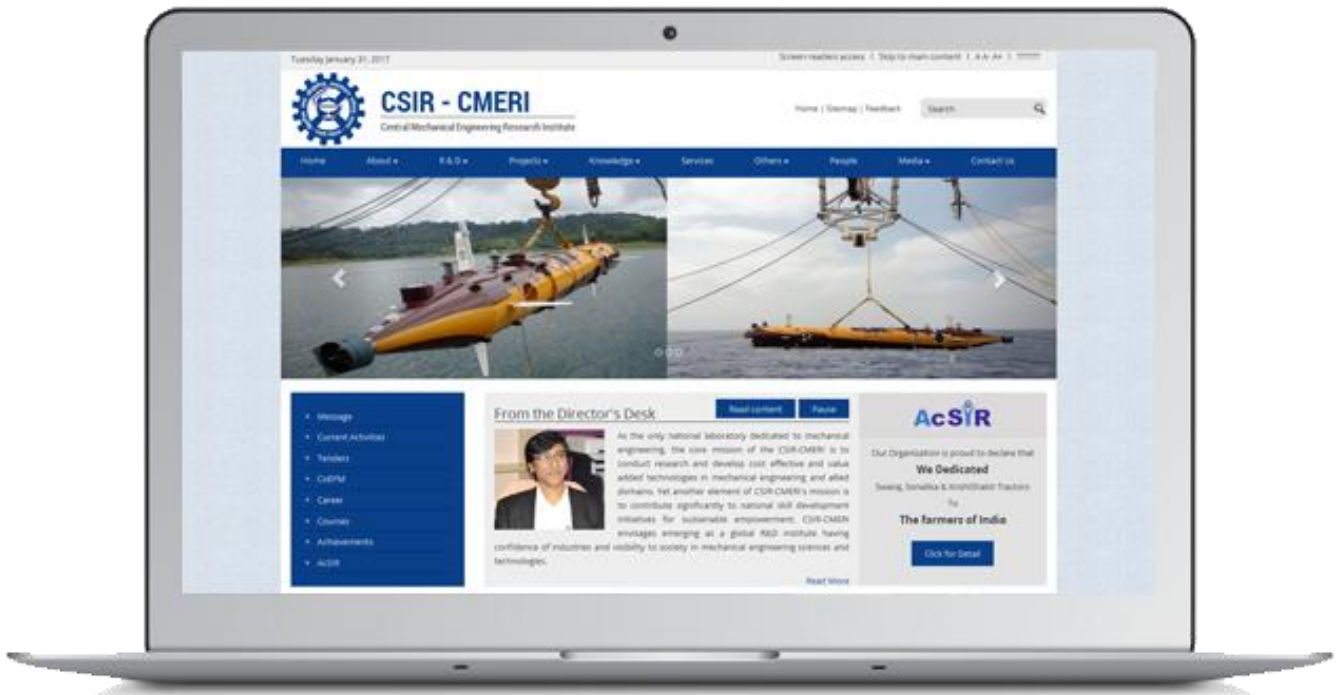 Tuesday January 31, 2017
Screen readers access | Skip to main content | A-A- A+ |
CSIR - CMERI
Central Mechanical Engineering Research Institute
Home | Sitemap | Feedback
Search
Home About R & D Projects Knowledge Services Others People Media Contact Us
Message
Current Activities
Tenders
CoEFM
Career
Courses
Achievements
AcSIR
From the Director's Desk
Read content
Pause
As the only national laboratory dedicated to mechanical
engineering, the core mission of the CSIR-CMERI is to
conduct research and develop cost effective and value
added technologies in mechanical engineering and allied
domains. Yet another element of CSIR-CMERI's mission is
to contribute significantly to national skill development
initiatives for sustainable empowerment. CSIR-CMERI
envisages emerging as a global R&D institute having
confidence of industries and visibility to society in mechanical engineering sciences and
technologies.
Read More
AcSIR
Our Organization is proud to declare that
We Dedicated
Swaraj, Sonalika & KrishiShakti Tractors
To
The Farmers of India
Click for Detail